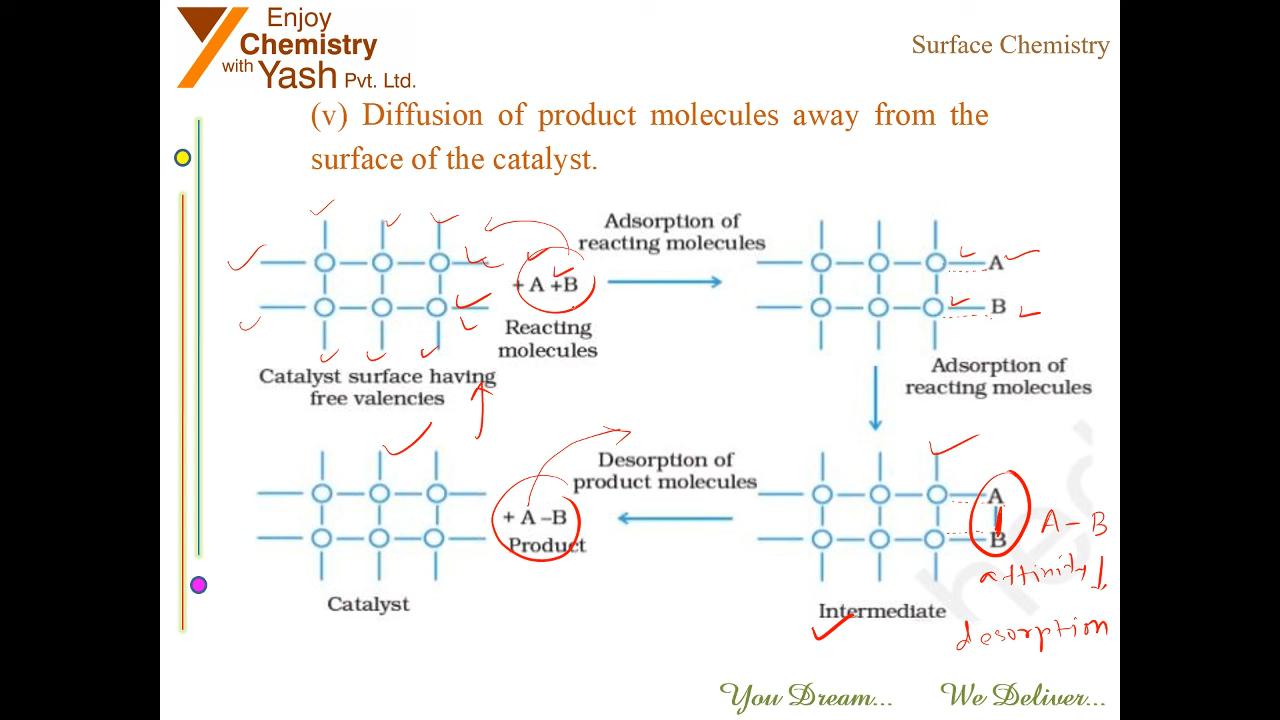 Enjoy
Chemistry
with Yash Pvt. Ltd.
Surface Chemistry
(v) Diffusion of product molecules away from the
surface of the catalyst.
Adsorption of
reacting molecules
+ A +B
A
B
Reacting
molecules
Catalyst surface having
free valencies
Adsorption of
reacting molecules
Desorption of
product molecules
+ A –B
Product
A
B
A – B
affinity ↓
desorption
Catalyst
Intermediate
You Dream... We Deliver...